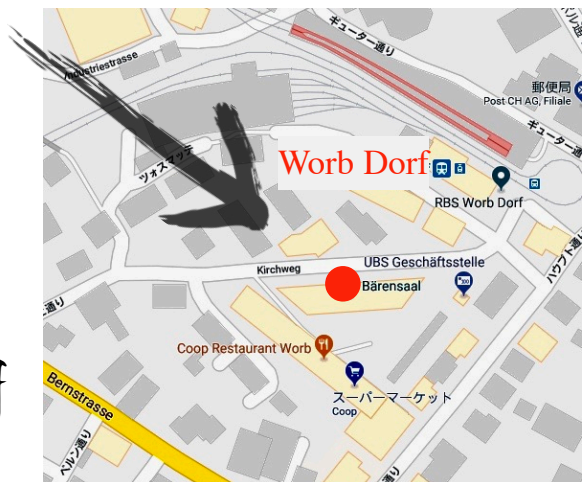 ギューター通り
Industriestrasse
郵便局
Post CH AG, Filiale
ギューター通
ツォスマッテ
Worb Dorf
RBS Worb Dorf
ハウプト通り
UBS Geschäftsstelle
Kirchweg
Bärensaal
Coop Restaurant Worb
スーパーマーケット
Coop
Bernstrasse
ベルン通り